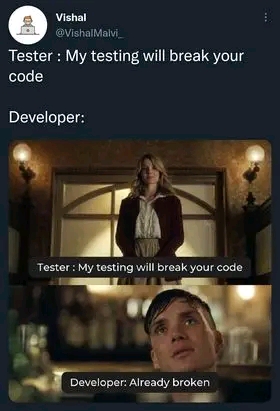 Vishal
@VishalMalvi_
Tester : My testing will break your
code
Developer:
Tester : My testing will break your code
Developer: Already broken